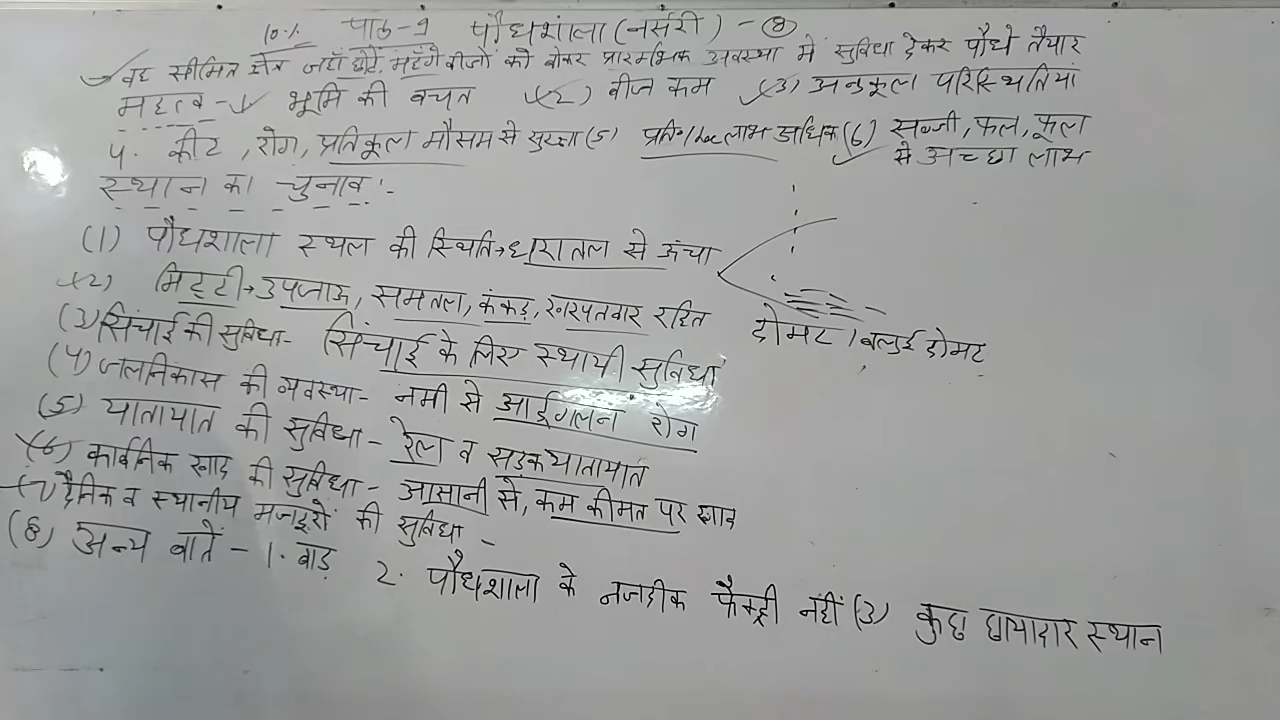 10% पाठ-9 पौधशाला (नर्सरी) - 8
वह सीमित क्षेत्र जहाँ छोटे, महँगे बीजों को बोकर प्रारम्भिक अवस्था में सुविधा देकर पौधे तैयार
महत्व - 1) भूमि की बचत (2) बीज कम (3) अनुकूल परिस्थितियां
4. कीट, रोग, प्रतिकूल मौसम से सुरक्षा (5) प्रति/hec लाभ अधिक (6) सब्जी, फल, फूल
से अच्छा लाभ
स्थान का चुनाव :-
(1) पौधशाला स्थल की स्थिति → धरातल से ऊंचा
(2) मिट्टी → उपजाऊ, समतल, कंकड़, खरपतवार रहित
दोमट / बलुई दोमट
(3) सिंचाई की सुविधा - सिंचाई के लिए स्थायी सुविधा
(4) जलनिकास की व्यवस्था - नमी से आर्द्रगलन रोग
(5) यातायात की सुविधा - रेल व सड़क यातायात
(6) कार्बनिक खाद की सुविधा - आसानी से, कम कीमत पर खाद
(7) दैनिक व स्थानीय मजदूरों की सुविधा -
(8) अन्य बातें - 1. बाड़ 2. पौधशाला के नजदीक फैक्ट्री नहीं (3) कुछ छायादार स्थान